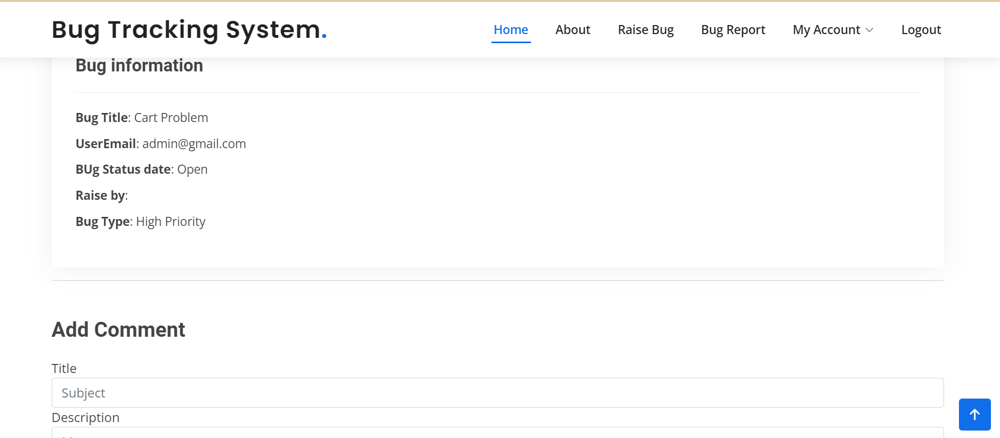 Bug Tracking System.
Home About Raise Bug Bug Report My Account Logout
Bug information
Bug Title: Cart Problem
UserEmail: admin@gmail.com
BUg Status date: Open
Raise by:
Bug Type: High Priority
Add Comment
Title
Subject
Description